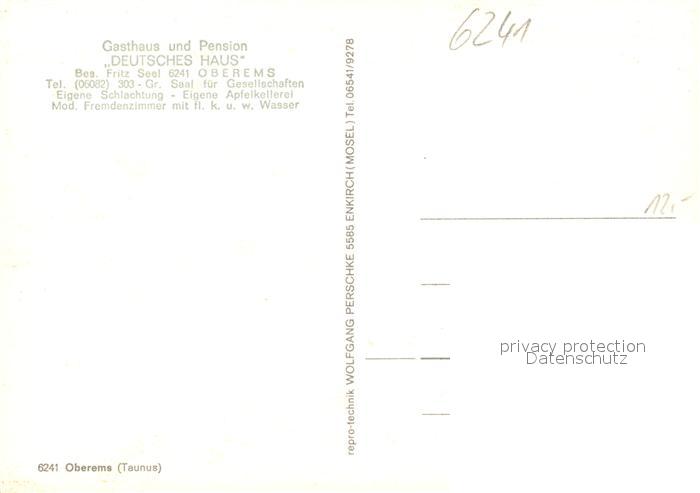 Gasthaus und Pension
„DEUTSCHES HAUS"
Bes. Fritz Seel 6241 OBEREMS
Tel. (06082) 303 - Gr. Saal für Gesellschaften
Eigene Schlachtung - Eigene Apfelkellerei
Mod. Fremdenzimmer mit fl. k. u. w. Wasser
6241 Oberems (Taunus)
repro-technik WOLFGANG PERSCHKE 5585 ENKIRCH (MOSEL) Tel. 06541/9278
6241
12,-
privacy protection
Datenschutz